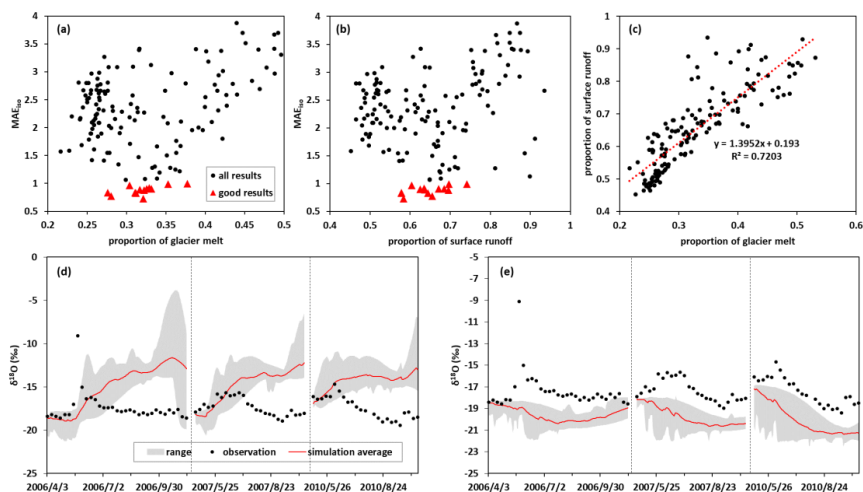 (a)
4
3.5
3
2.5
2
1.5
1
0.5
MAEiso
0.2 0.25 0.3 0.35 0.4 0.45 0.5
proportion of glacier melt
all results
good results
(b)
4
3.5
3
2.5
2
1.5
1
0.5
MAEiso
0.4 0.5 0.6 0.7 0.8 0.9 1
proportion of surface runoff
(c)
1
0.9
0.8
0.7
0.6
0.5
0.4
proportion of surface runoff
y = 1.3952x + 0.193
R² = 0.7203
0.2 0.3 0.4 0.5 0.6
proportion of glacier melt
(d)
0
-5
-10
-15
-20
-25
δ¹⁸O (‰)
range observation simulation average
2006/4/3 2006/7/2 2006/9/30 2007/5/25 2007/8/23 2010/5/26 2010/8/24
(e)
-5
-7
-9
-11
-13
-15
-17
-19
-21
-23
-25
δ¹⁸O (‰)
2006/4/3 2006/7/2 2006/9/30 2007/5/25 2007/8/23 2010/5/26 2010/8/24